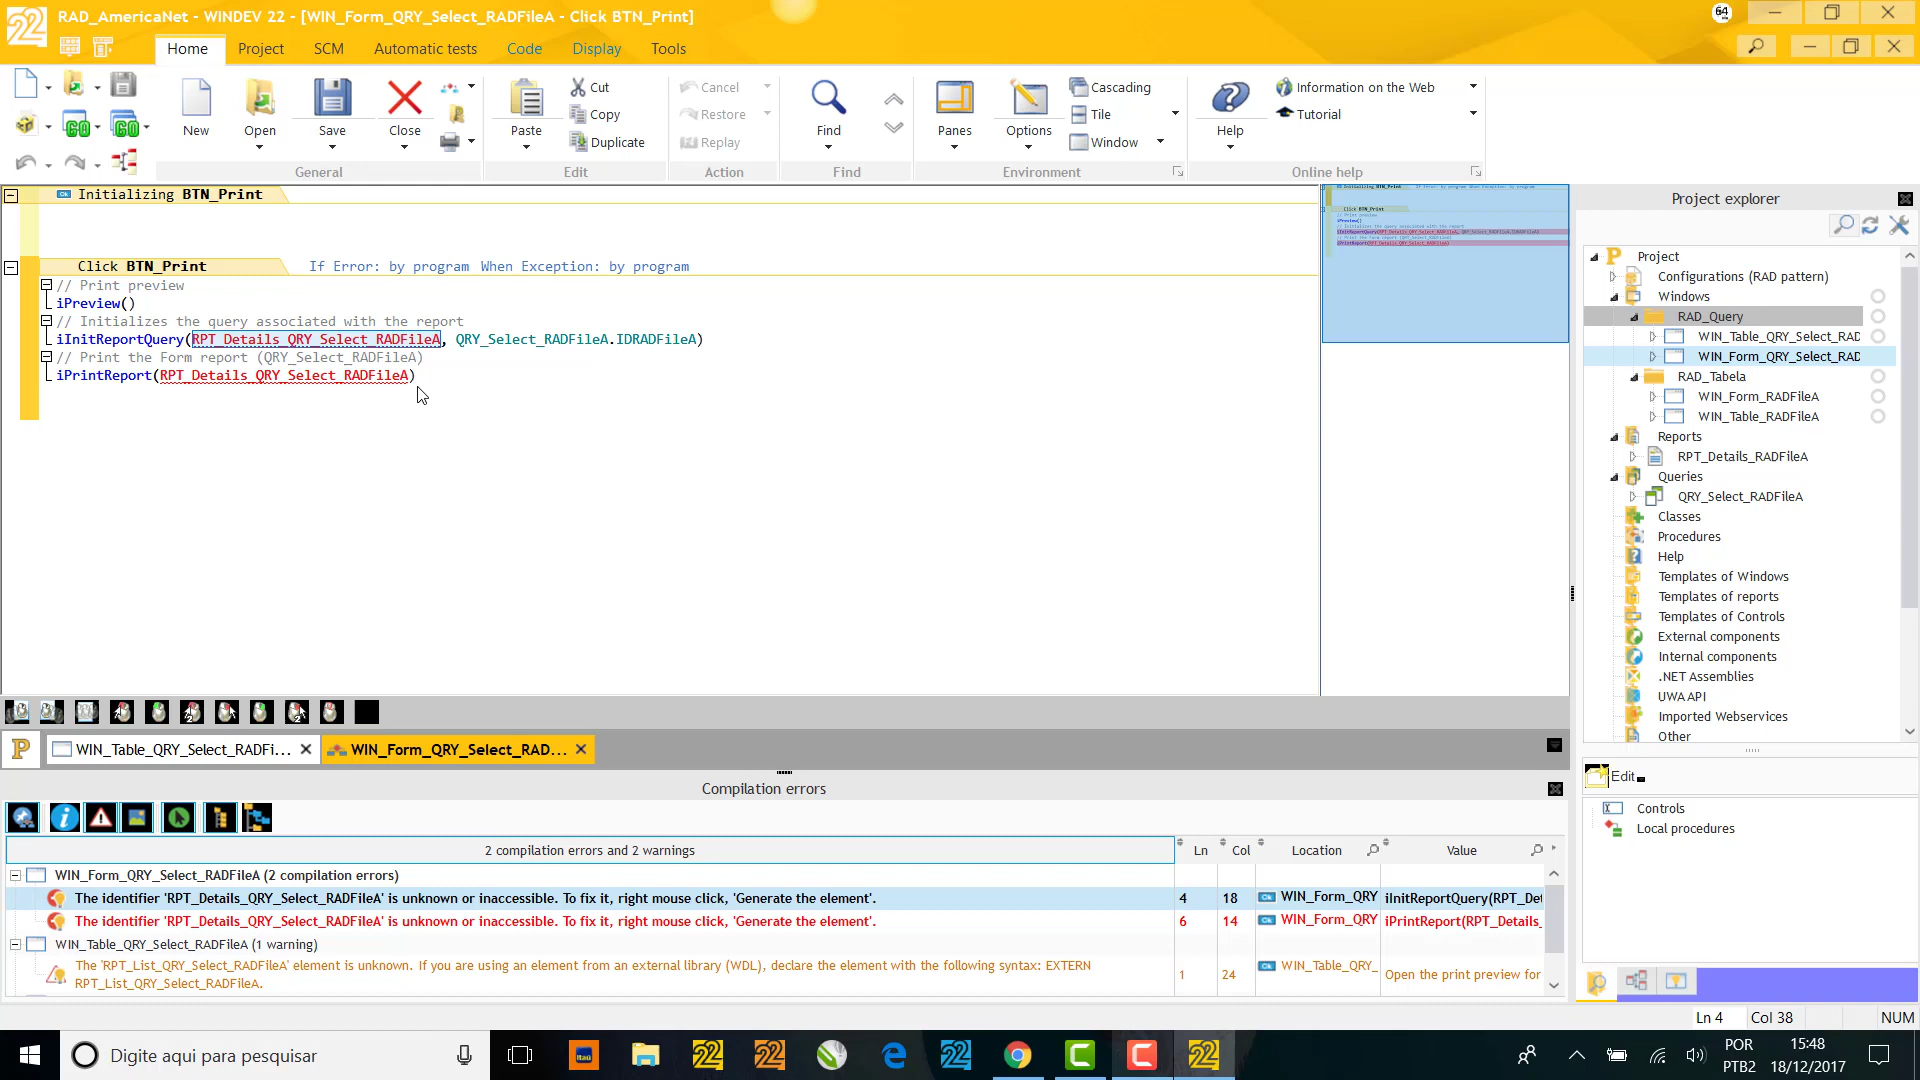 RAD_AmericaNet - WINDEV 22 - [WIN_Form_QRY_Select_RADFileA - Click BTN_Print]
64
Home Project SCM Automatic tests Code Display Tools
New Open Save Close Paste Cut Copy Duplicate Cancel Restore Replay Find Panes Options Cascading Tile Window Help Information on the Web Tutorial
General Edit Action Find Environment Online help
Initializing BTN_Print
Click BTN_Print If Error: by program When Exception: by program
// Print preview
iPreview()
// Initializes the query associated with the report
iInitReportQuery(RPT_Details_QRY_Select_RADFileA, QRY_Select_RADFileA.IDRADFileA)
// Print the Form report (QRY_Select_RADFileA)
iPrintReport(RPT_Details_QRY_Select_RADFileA)
Project explorer
Project
Configurations (RAD pattern)
Windows
RAD_Query
WIN_Table_QRY_Select_RAD
WIN_Form_QRY_Select_RAD
RAD_Tabela
WIN_Form_RADFileA
WIN_Table_RADFileA
Reports
RPT_Details_RADFileA
Queries
QRY_Select_RADFileA
Classes
Procedures
Help
Templates of Windows
Templates of reports
Templates of Controls
External components
Internal components
.NET Assemblies
UWA API
Imported Webservices
Other
Edit
Controls
Local procedures
WIN_Table_QRY_Select_RADFi... WIN_Form_QRY_Select_RAD...
Compilation errors
2 compilation errors and 2 warnings Ln Col Location Value
WIN_Form_QRY_Select_RADFileA (2 compilation errors)
The identifier 'RPT_Details_QRY_Select_RADFileA' is unknown or inaccessible. To fix it, right mouse click, 'Generate the element'. 4 18 WIN_Form_QRY iInitReportQuery(RPT_De
The identifier 'RPT_Details_QRY_Select_RADFileA' is unknown or inaccessible. To fix it, right mouse click, 'Generate the element'. 6 14 WIN_Form_QRY iPrintReport(RPT_Details_
WIN_Table_QRY_Select_RADFileA (1 warning)
The 'RPT_List_QRY_Select_RADFileA' element is unknown. If you are using an element from an external library (WDL), declare the element with the following syntax: EXTERN
RPT_List_QRY_Select_RADFileA. 1 24 WIN_Table_QRY_ Open the print preview for
Ln 4 Col 38 NUM
Digite aqui para pesquisar
POR
PTB2
15:48
18/12/2017